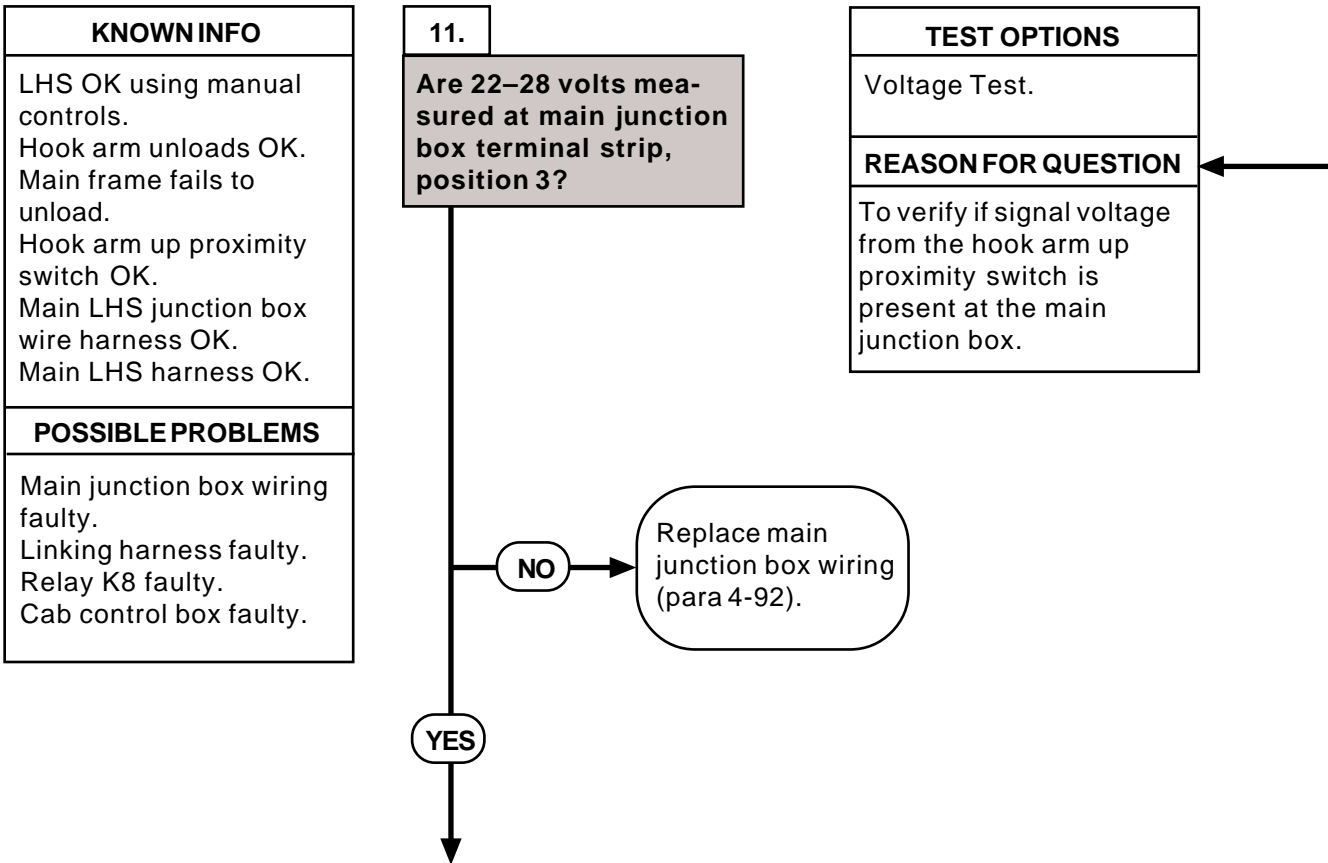 KNOWN INFO
LHS OK using manual
controls.
Hook arm unloads OK.
Main frame fails to
unload.
Hook arm up proximity
switch OK.
Main LHS junction box
wire harness OK.
Main LHS harness OK.
POSSIBLE PROBLEMS
Main junction box wiring
faulty.
Linking harness faulty.
Relay K8 faulty.
Cab control box faulty.
11.
Are 22–28 volts mea-
sured at main junction
box terminal strip,
position 3?
NO
Replace main
junction box wiring
(para 4-92).
YES
TEST OPTIONS
Voltage Test.
REASON FOR QUESTION
To verify if signal voltage
from the hook arm up
proximity switch is
present at the main
junction box.